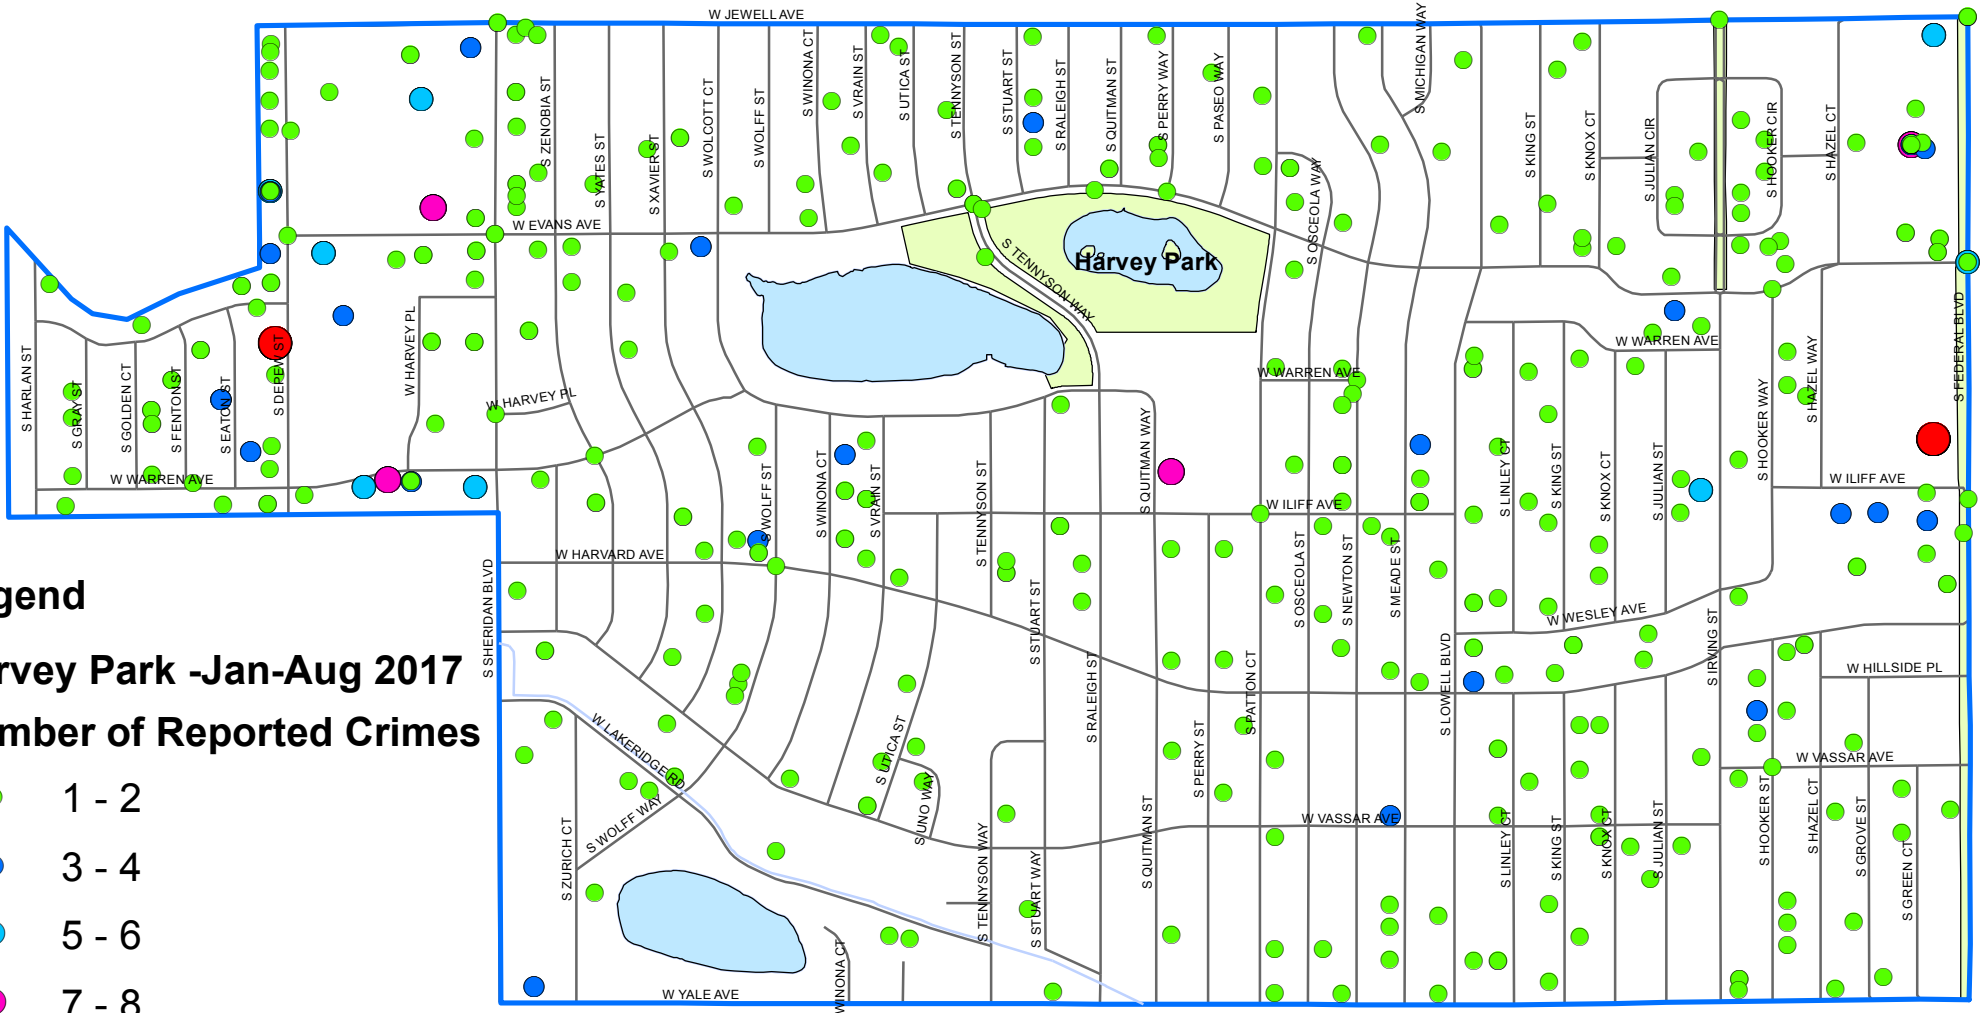 W JEWELL AVE
S MICHIGAN WAY
S WINONA CT
S VRAIN ST
S UTICA ST
S TENNYSON ST
S STUART ST
S RALEIGH ST
S QUITMAN ST
S PERRY WAY
S PASEO WAY
S ZENOBIA ST
S YATES ST
S XAVIER ST
S WOLCOTT CT
S WOLFF ST
S KING ST
S KNOX CT
S JULIAN CIR
S HOOKER CIR
S HAZEL CT
S OSCEOLA WAY
W EVANS AVE
S TENNYSON WAY
Harvey Park
S FEDERAL BLVD
W HARVEY PL
W HARVEY PL
S HARLAN ST
S GRAY ST
S GOLDEN CT
S FENTON ST
S EATON ST
S DEPEW ST
W WARREN AVE
W WARREN AVE
W WARREN AVE
S HAZEL WAY
S HOOKER WAY
S QUITMAN WAY
S WOLFF ST
S WINONA CT
S VRAIN ST
S TENNYSON ST
S LINLEY CT
S KING ST
S KNOX CT
S JULIAN ST
W ILIFF AVE
W ILIFF AVE
W HARVARD AVE
S SHERIDAN BLVD
S STUART ST
S OSCEOLA ST
S NEWTON ST
S MEADE ST
W WESLEY AVE
S IRVING ST
S LOWELL BLVD
S RALEIGH ST
S PATTON CT
W HILLSIDE PL
gend
rvey Park -Jan-Aug 2017
mber of Reported Crimes
1 - 2
3 - 4
5 - 6
7 - 8
W LAKERIDGE RD
S WOLFF WAY
S UTICA ST
S UNO WAY
S PERRY ST
W VASSAR AVE
W VASSAR AVE
S ZURICH CT
S TENNYSON WAY
S STUART WAY
S QUITMAN ST
S LINLEY CT
S KING ST
S KNOX CT
S JULIAN ST
S HOOKER ST
S HAZEL CT
S GROVE ST
S GREEN CT
WINONA CT
W YALE AVE